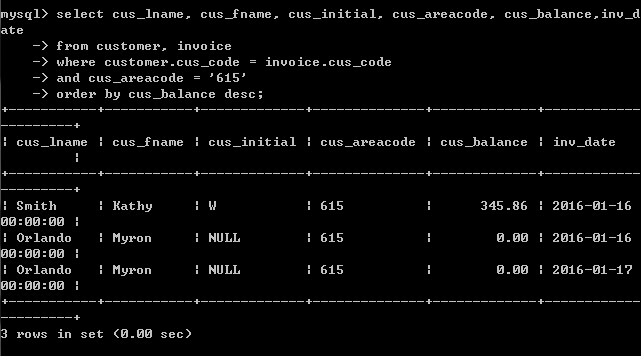 mysql> select cus_lname, cus_fname, cus_initial, cus_areacode, cus_balance,inv_d
ate
    -> from customer, invoice
    -> where customer.cus_code = invoice.cus_code
    -> and cus_areacode = '615'
    -> order by cus_balance desc;
+-----------+-----------+-------------+--------------+-------------+-----------
---------+
| cus_lname | cus_fname | cus_initial | cus_areacode | cus_balance | inv_date
         |
+-----------+-----------+-------------+--------------+-------------+-----------
---------+
| Smith     | Kathy     | W           | 615          |      345.86 | 2016-01-16
00:00:00 |
| Orlando   | Myron     | NULL        | 615          |        0.00 | 2016-01-16
00:00:00 |
| Orlando   | Myron     | NULL        | 615          |        0.00 | 2016-01-17
00:00:00 |
+-----------+-----------+-------------+--------------+-------------+-----------
---------+
3 rows in set (0.00 sec)